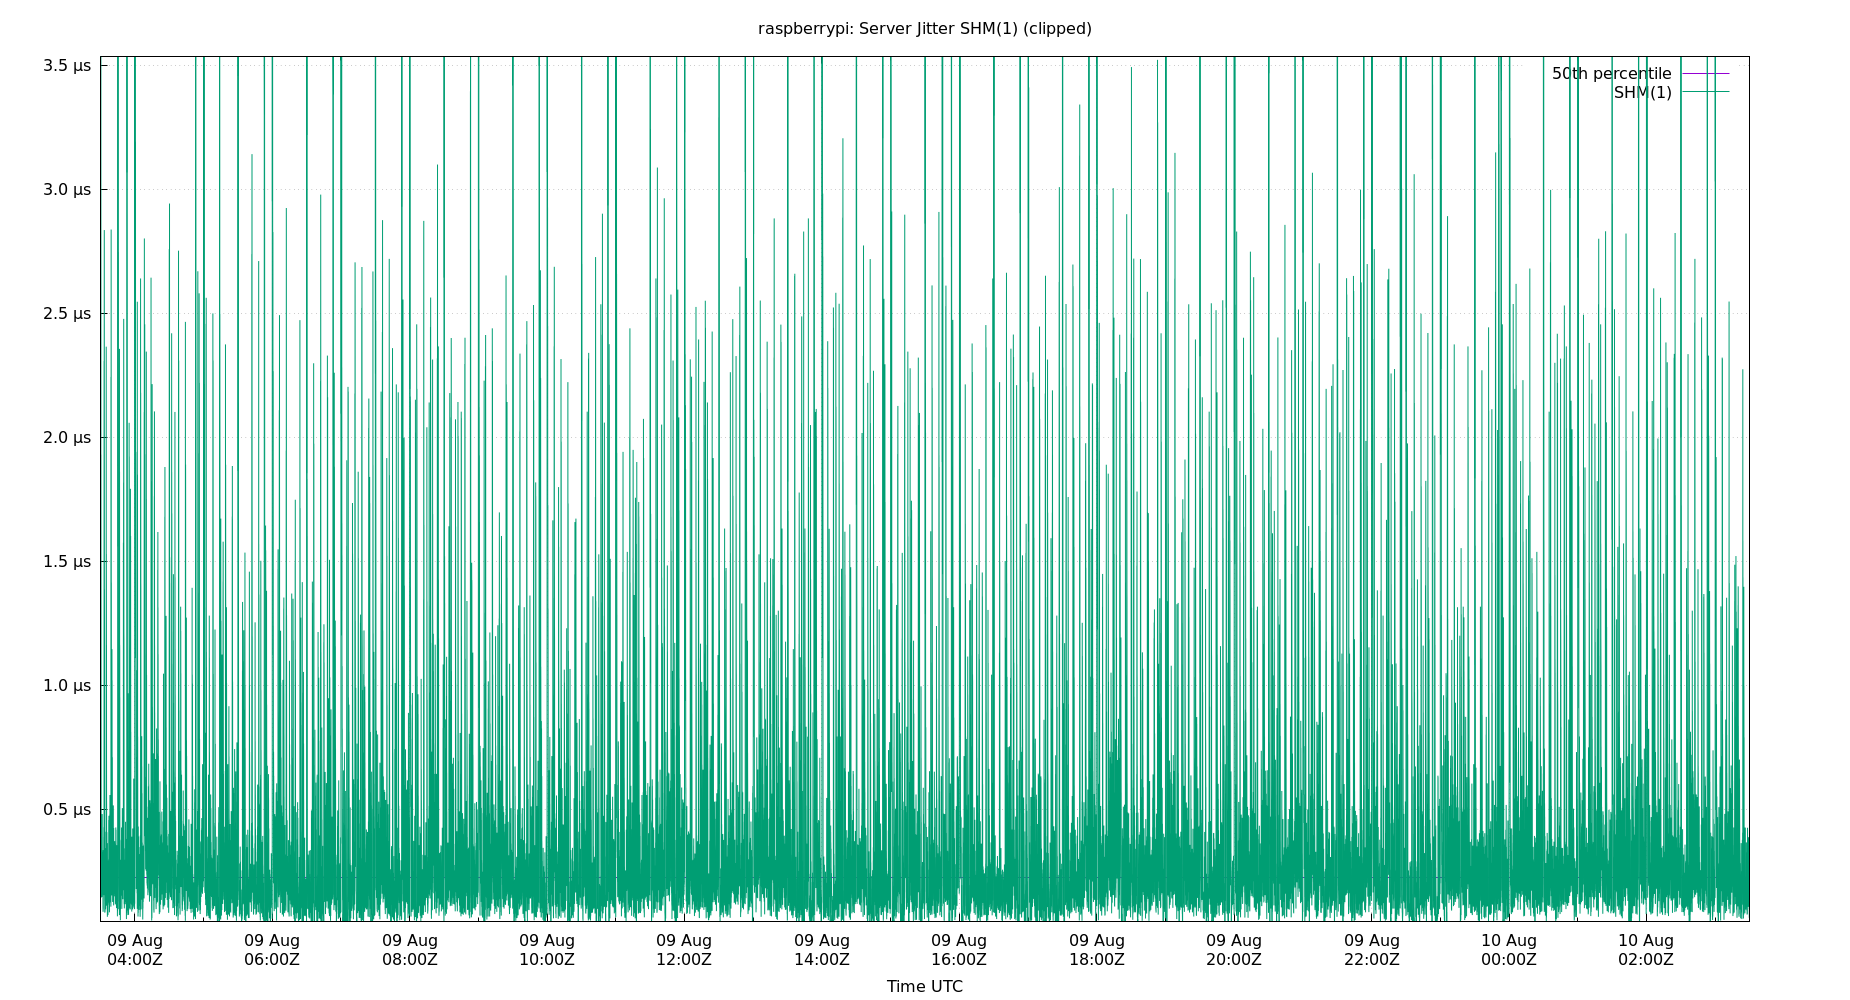 raspberrypi: Server Jitter SHM(1) (clipped)
3.5 µs
50th percentile
SHM(1)
3.0 µs
2.5 µs
2.0 µs
1.5 µs
1.0 µs
0.5 µs
09 Aug 09 Aug 09 Aug 09 Aug 09 Aug 09 Aug 09 Aug 09 Aug 09 Aug 09 Aug 10 Aug 10 Aug
04:00Z 06:00Z 08:00Z 10:00Z 12:00Z 14:00Z 16:00Z 18:00Z 20:00Z 22:00Z 00:00Z 02:00Z
Time UTC